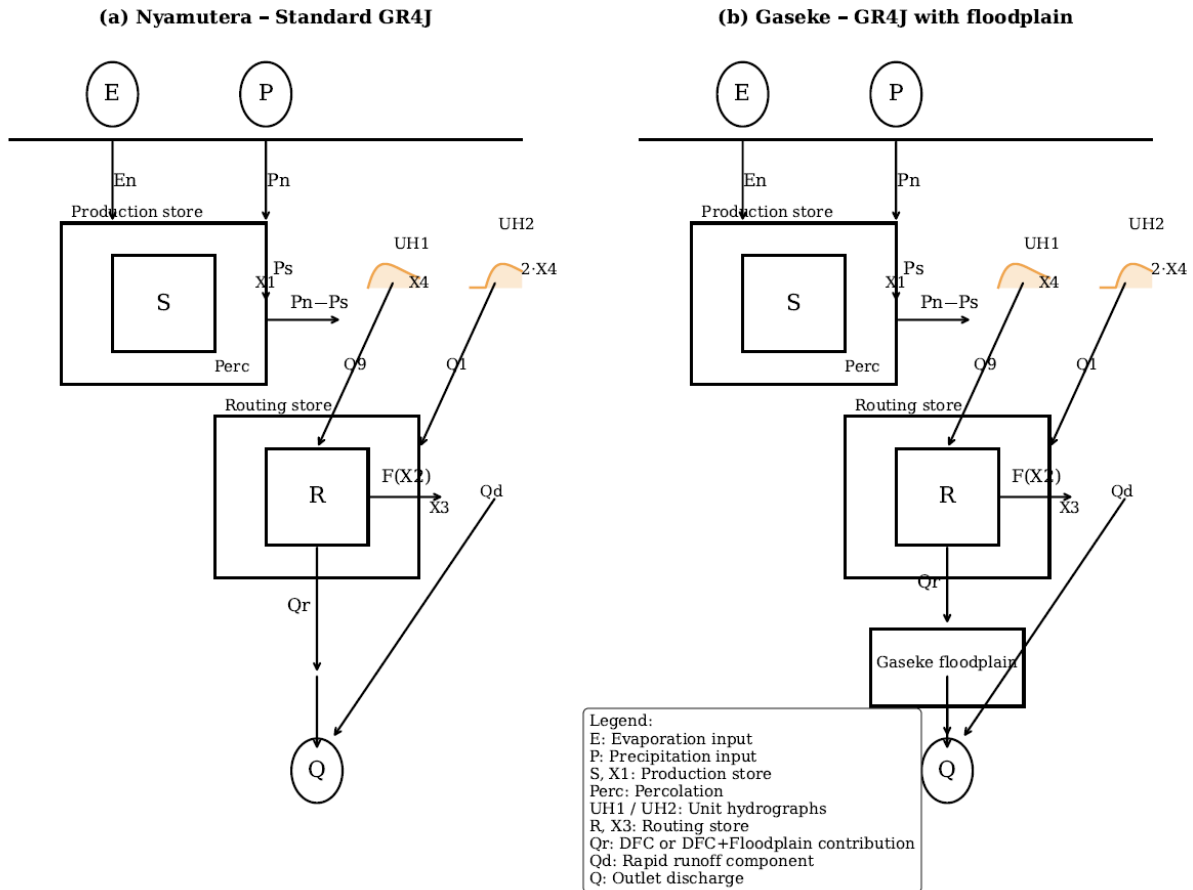 (a) Nyamutera – Standard GR4J
E
P
En
Pn
Production store
UH1
UH2
Ps
X1
X4
2·X4
S
Pn−Ps
Perc
Q9
Q1
Routing store
F(X2)
R
X3
Qd
Qr
Q
(b) Gaseke – GR4J with floodplain
E
P
En
Pn
Production store
UH1
UH2
Ps
X1
X4
2·X4
S
Pn−Ps
Perc
Q9
Q1
Routing store
F(X2)
R
X3
Qd
Qr
Gaseke floodplain
Q
Legend:
E: Evaporation input
P: Precipitation input
S, X1: Production store
Perc: Percolation
UH1 / UH2: Unit hydrographs
R, X3: Routing store
Qr: DFC or DFC+Floodplain contribution
Qd: Rapid runoff component
Q: Outlet discharge